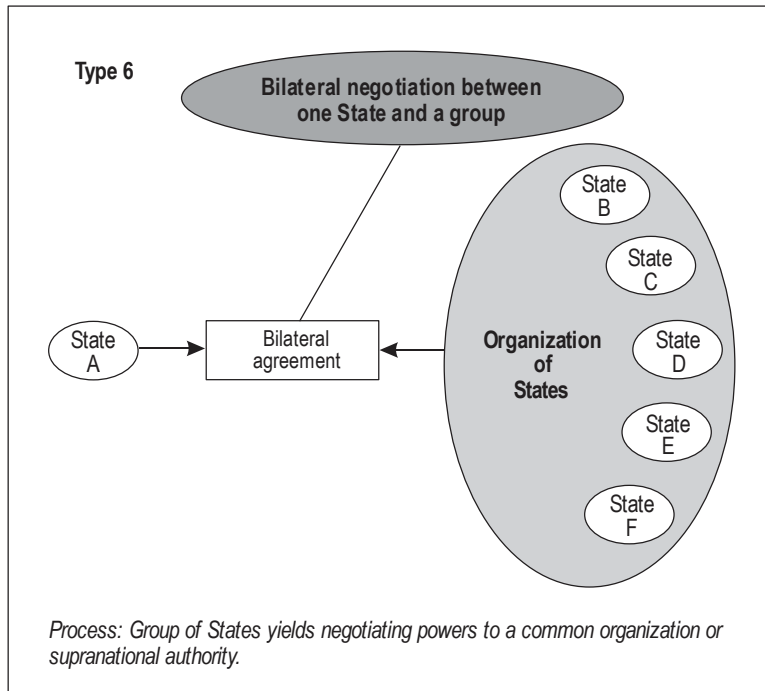 Type 6
Bilateral negotiation between
one State and a group
State
B
State
C
State
A
Bilateral
agreement
Organization
of
States
State
D
State
E
State
F
Process: Group of States yields negotiating powers to a common organization or
supranational authority.